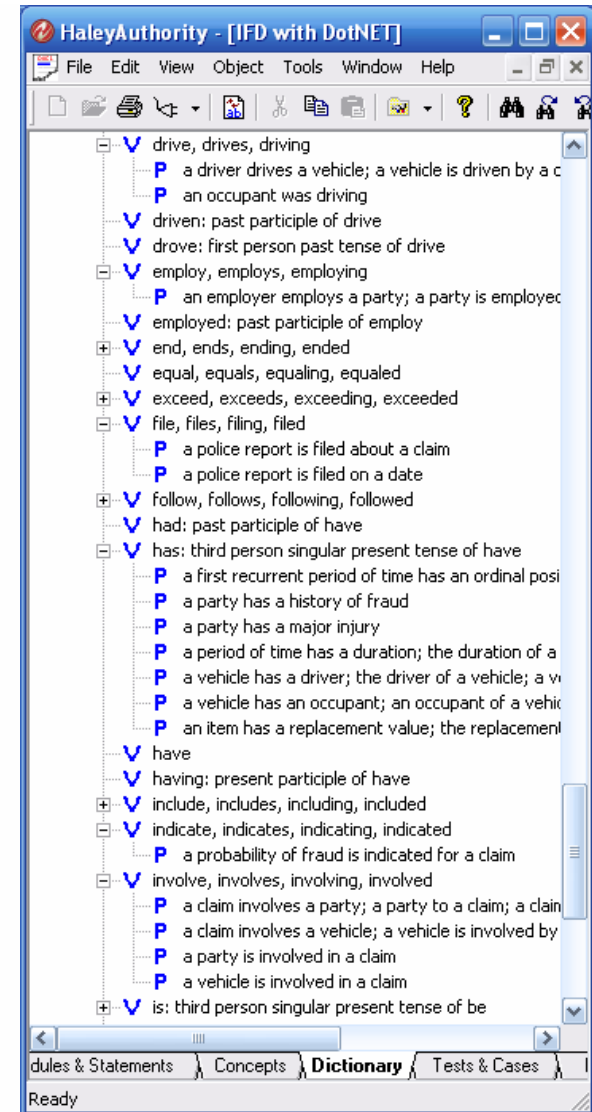 HaleyAuthority - [IFD with DotNET]
File Edit View Object Tools Window Help
V drive, drives, driving
P a driver drives a vehicle; a vehicle is driven by a
P an occupant was driving
V driven: past participle of drive
V drove: first person past tense of drive
V employ, employs, employing
P an employer employs a party; a party is employed
V employed: past participle of employ
V end, ends, ending, ended
V equal, equals, equaling, equaled
V exceed, exceeds, exceeding, exceeded
V file, files, filing, filed
P a police report is filed about a claim
P a police report is filed on a date
V follow, follows, following, followed
V had: past participle of have
V has: third person singular present tense of have
P a first recurrent period of time has an ordinal posi
P a party has a history of fraud
P a party has a major injury
P a period of time has a duration; the duration of a
P a vehicle has a driver; the driver of a vehicle; a
P a vehicle has an occupant; an occupant of a vehic
P an item has a replacement value; the replacement
V have
V having: present participle of have
V include, includes, including, included
V indicate, indicates, indicating, indicated
P a probability of fraud is indicated for a claim
V involve, involves, involving, involved
P a claim involves a party; a party to a claim; a claim
P a claim involves a vehicle; a vehicle is involved by
P a party is involved in a claim
P a vehicle is involved in a claim
V is: third person singular present tense of be
dules & Statements Concepts Dictionary Tests & Cases
Ready